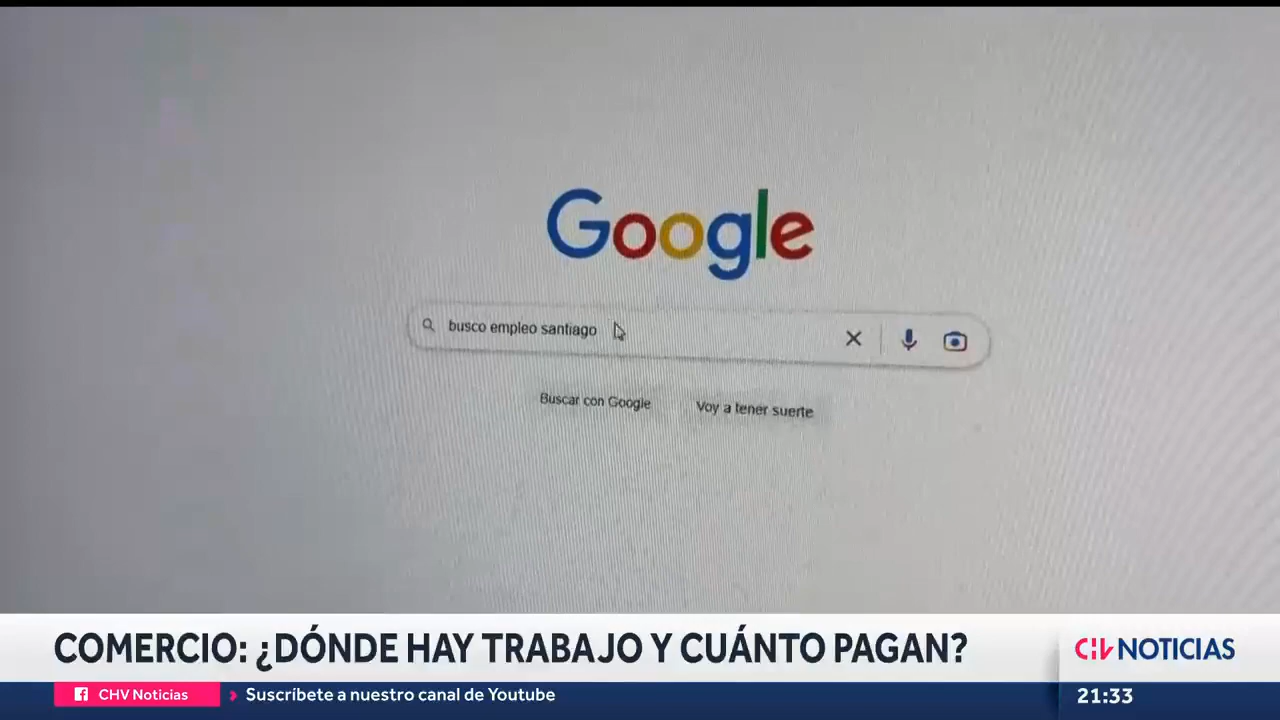 Google
busco empleo santiago
Buscar con Google
Voy a tener suerte
COMERCIO: ¿DÓNDE HAY TRABAJO Y CUÁNTO PAGAN?
CHV NOTICIAS
CHV Noticias
Suscríbete a nuestro canal de Youtube
21:33